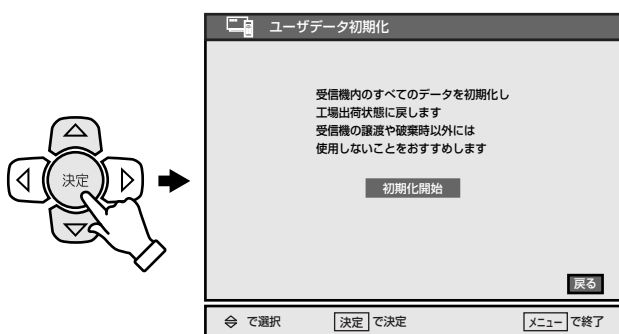 ユーザデータ初期化
受信機内のすべてのデータを初期化し
工場出荷状態に戻します
受信機の譲渡や破棄時以外には
使用しないことをおすすめします
決定
初期化開始
戻る
で選択 決定 で決定 メニュー で終了